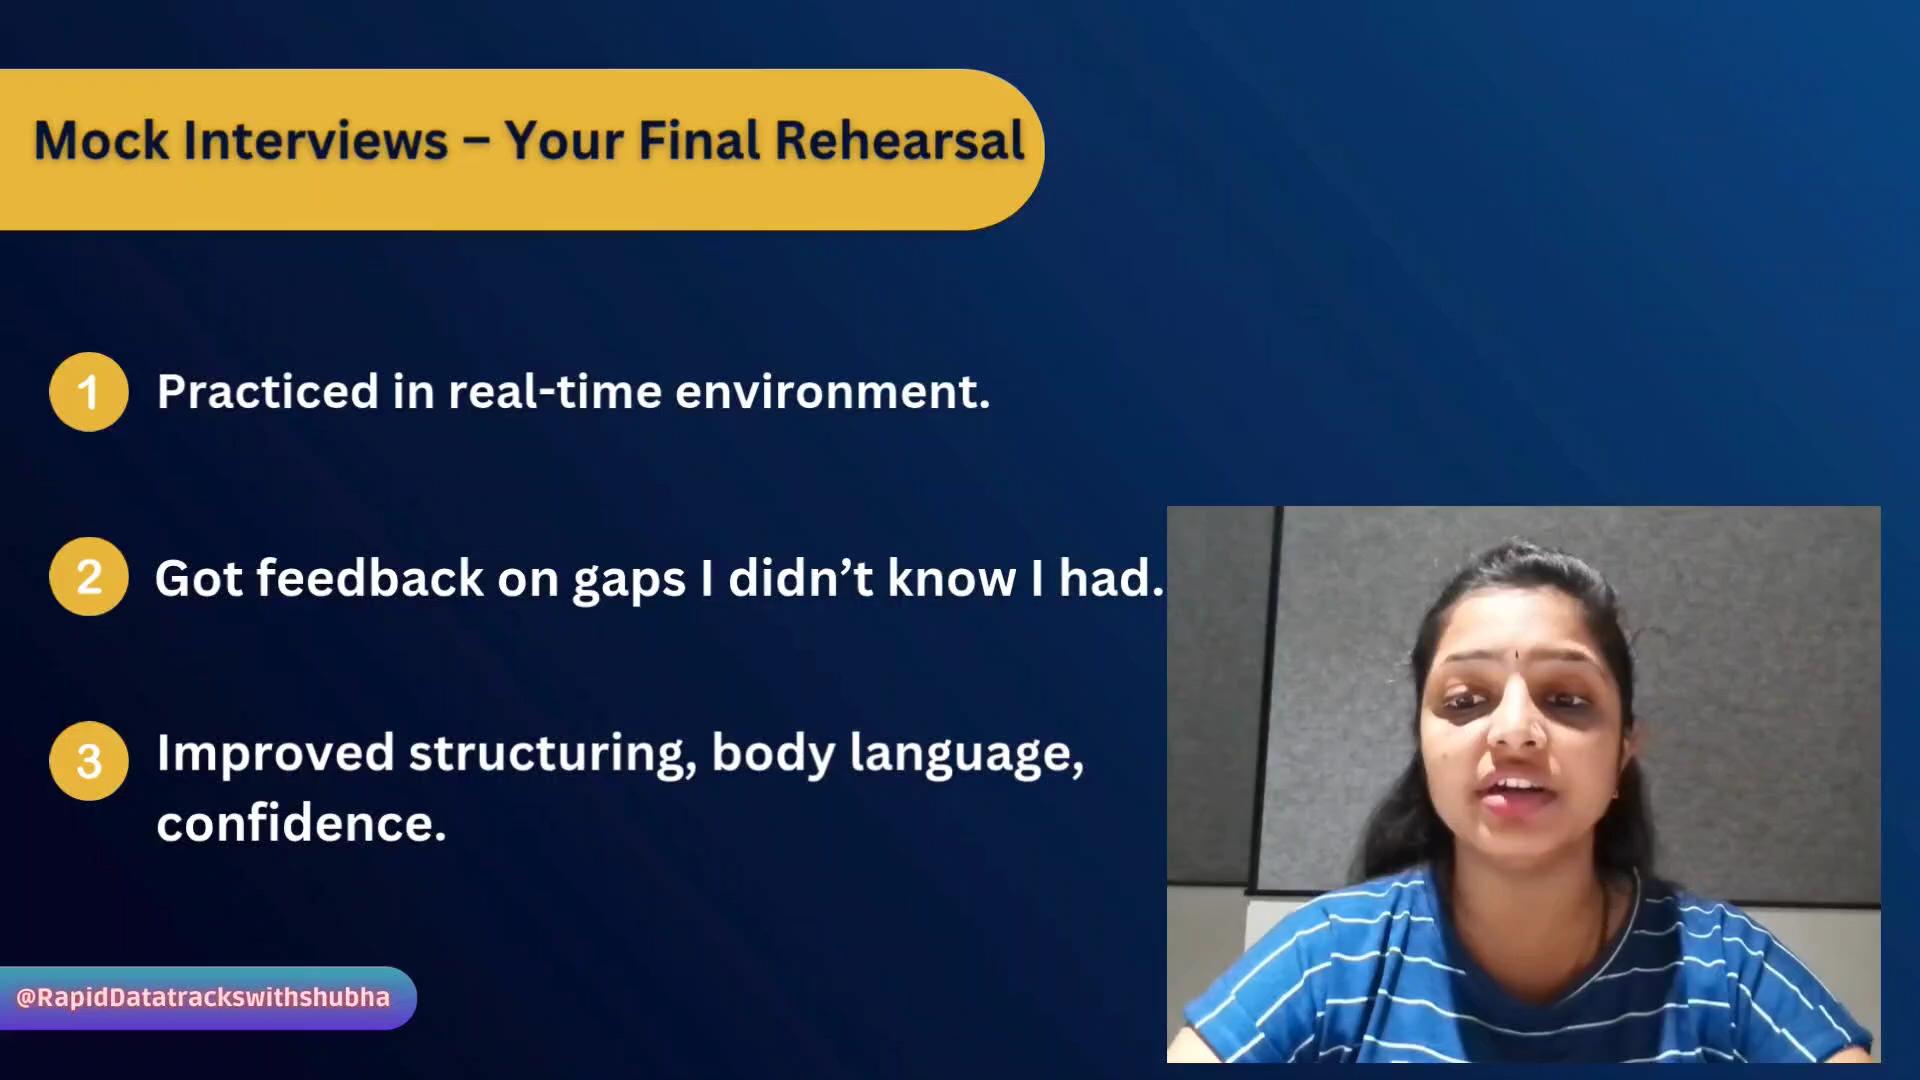 Mock Interviews – Your Final Rehearsal
1 Practiced in real-time environment.
2 Got feedback on gaps I didn’t know I had.
3 Improved structuring, body language,
confidence.
@RapidDatatrackswithshubha